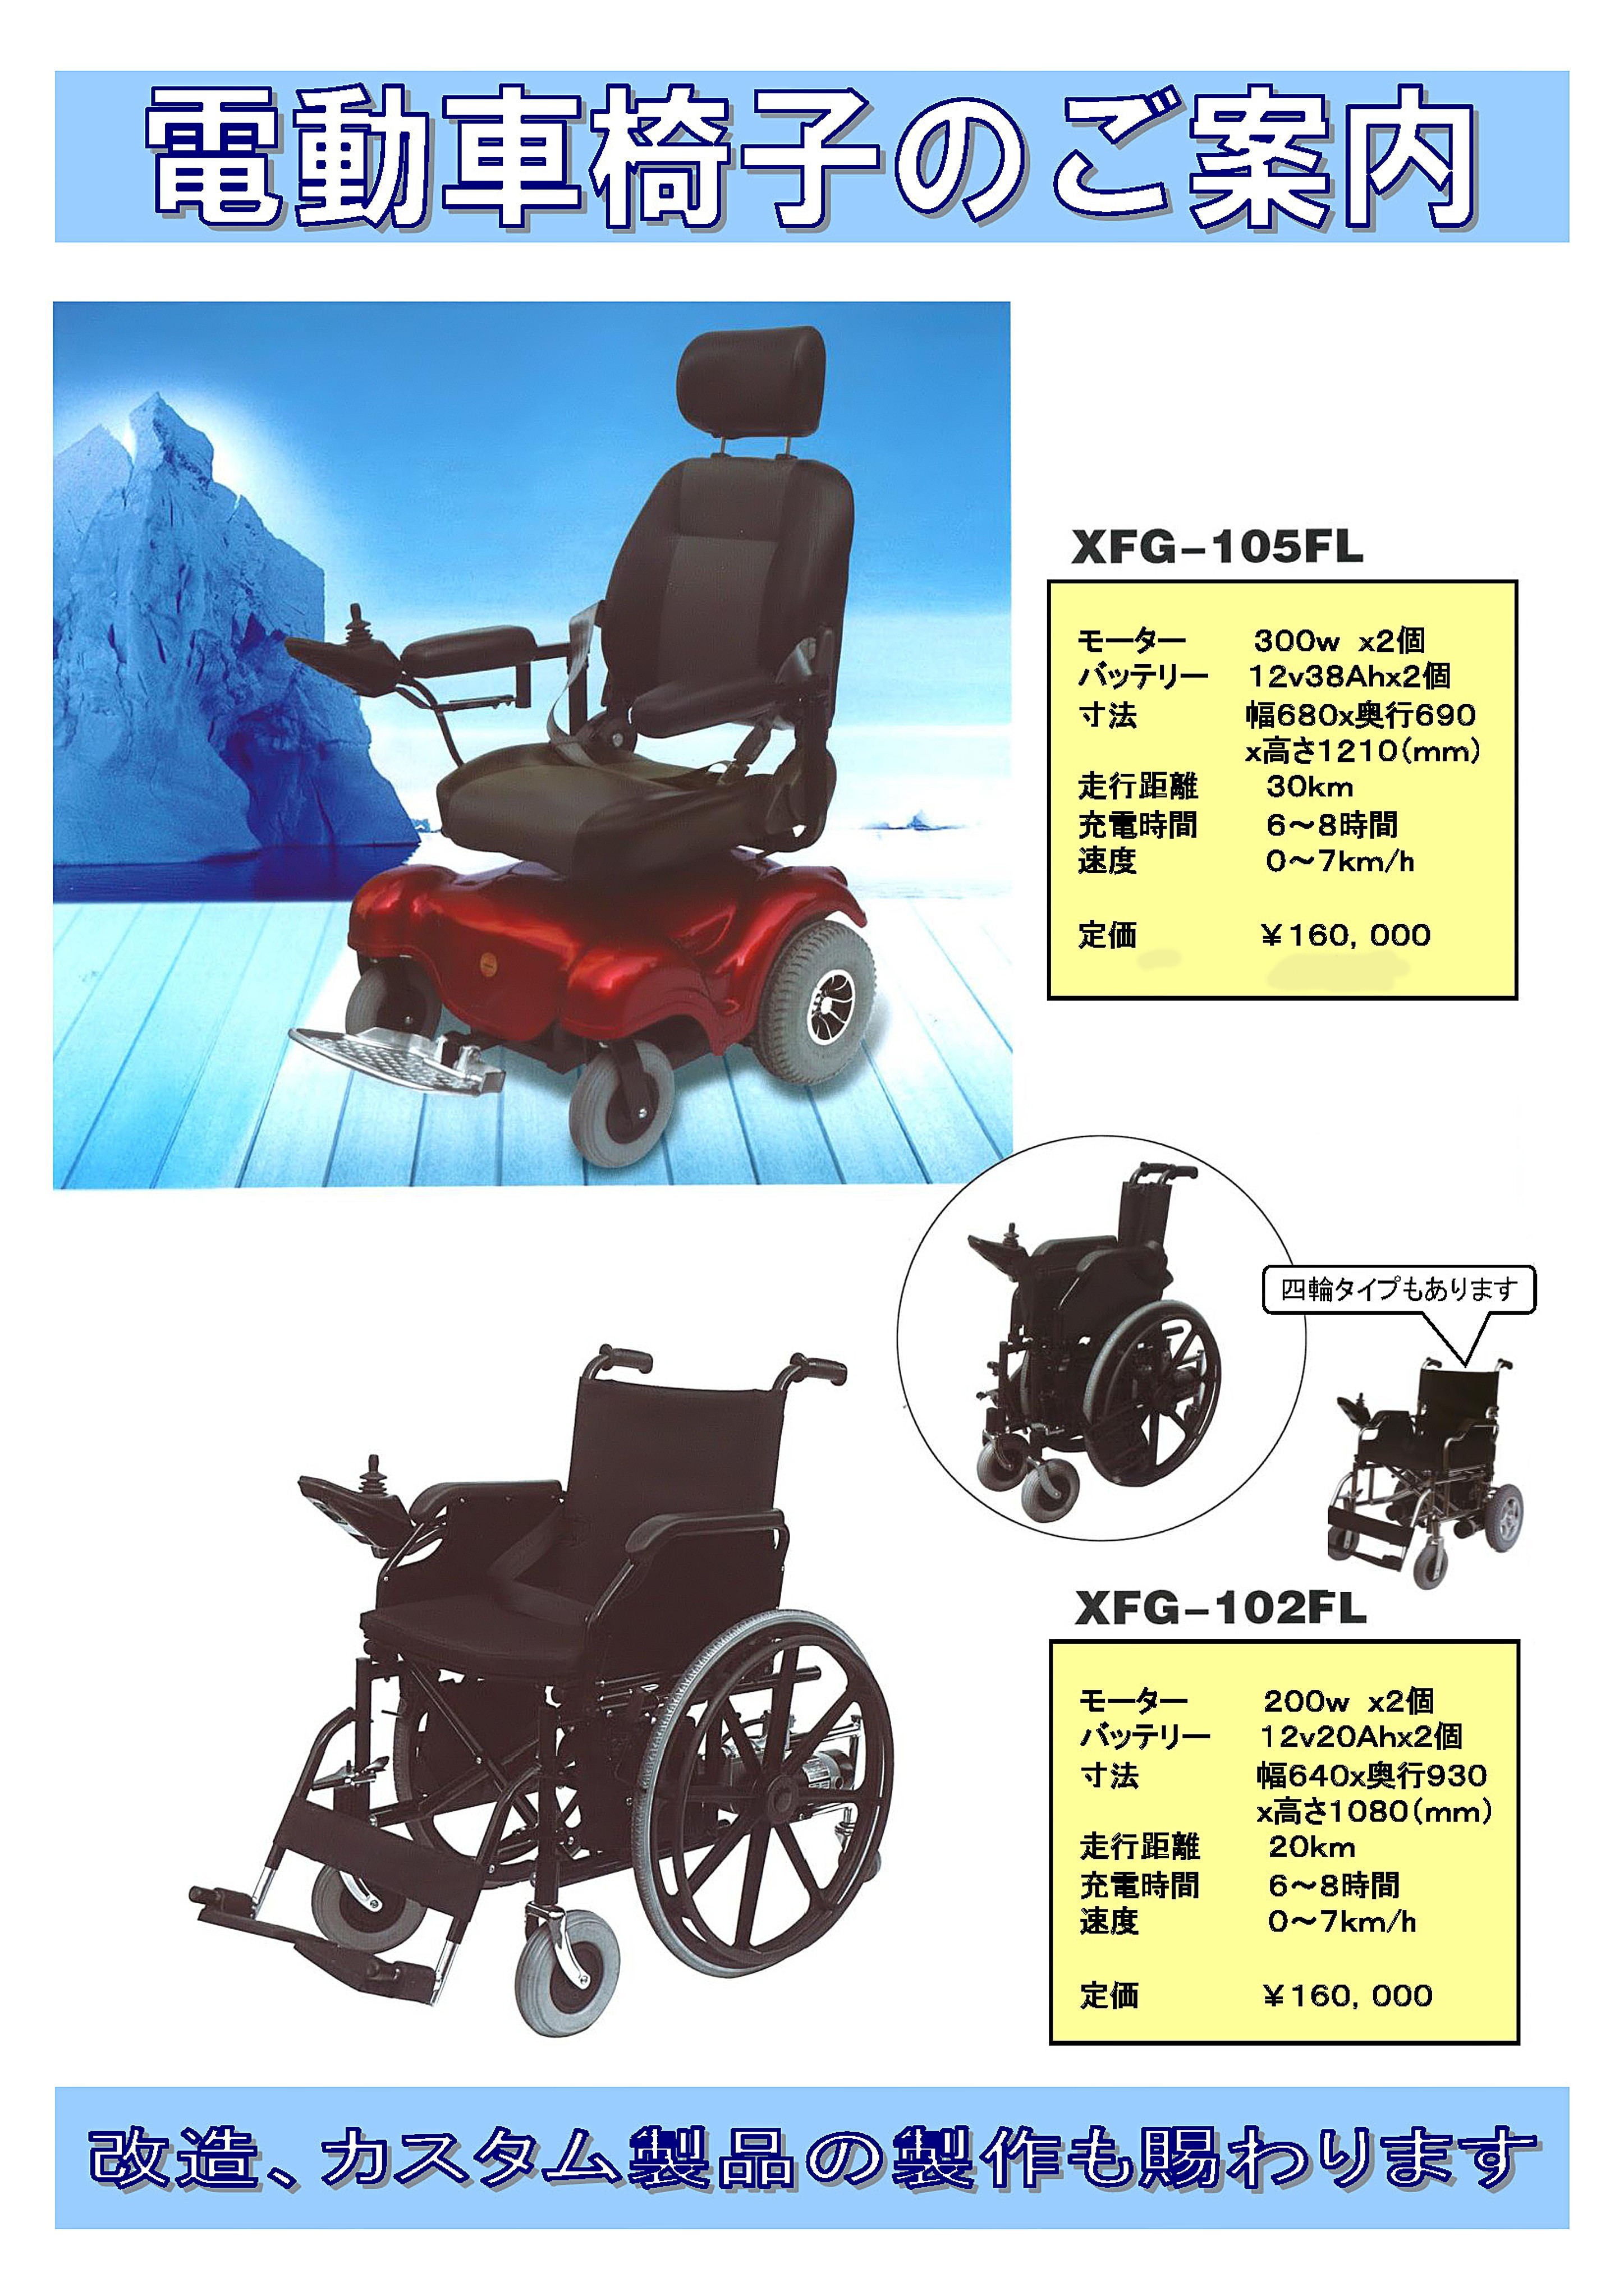 電動車椅子のご案内
XFG-105FL
モーター 300w x2個
バッテリー 12v38Ahx2個
寸法 幅680x奥行690
x高さ1210(mm)
走行距離 30km
充電時間 6～8時間
速度 0～7km/h
定価 ￥160,000
四輪タイプもあります
XFG-102FL
モーター 200w x2個
バッテリー 12v20Ahx2個
寸法 幅640x奥行930
x高さ1080(mm)
走行距離 20km
充電時間 6～8時間
速度 0～7km/h
定価 ￥160,000
改造、カスタム製品の製作も賜わります